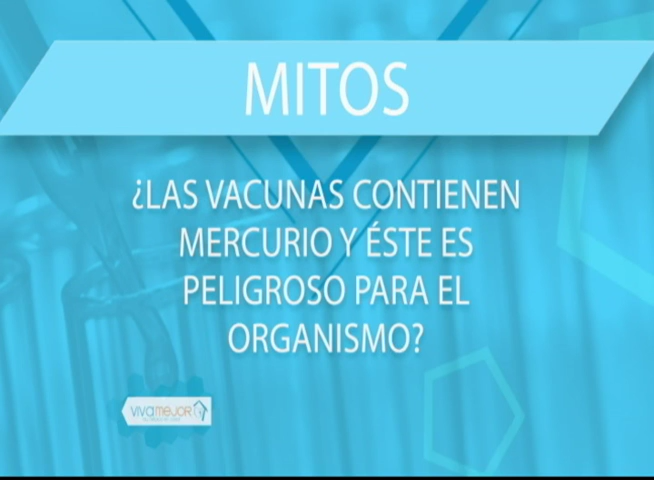 MITOS
¿LAS VACUNAS CONTIENEN
MERCURIO Y ÉSTE ES
PELIGROSO PARA EL
ORGANISMO?
vivamejor